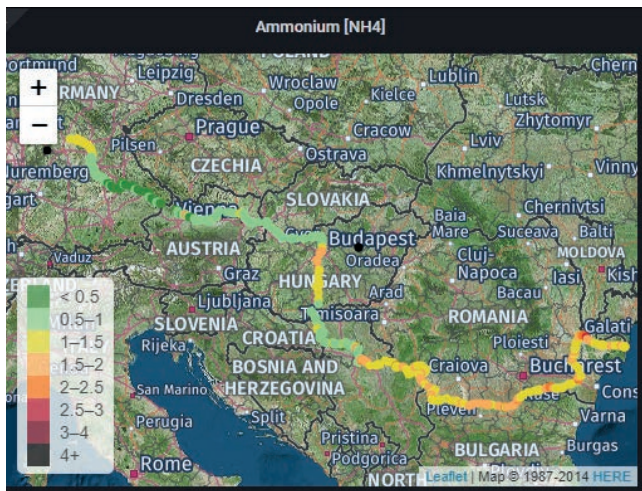 Ammonium [NH4]
POLAND
Leipzig
Wroclaw
Lublin
Kielce
Lutsk
Dresden
Opole
Zhytomyr
Prague
Cracow
Lviv
Pilsen
Ostrava
Nuremberg
CZECHIA
Khmelnytskyi
Vinny
SLOVAKIA
Chernivtsi
Vienna
Baia
Mare
Suceava
Balti
Budapest
AUSTRIA
Oradea
Cluj-
Napoca
MOLDOVA
Iasi
Kish
Vaduz
Graz
HUNGARY
Bacau
Arad
Ljubljana
Timisoara
SLOVENIA
ROMANIA
Galati
Rijeka
CROATIA
Ploiesti
BOSNIA AND
HERZEGOVINA
Craiova
Bucharest
San Marino
Cons
Perugia
Split
Pleven
Ruse
Varna
Pristina
Podgorica
BULGARIA
Burgas
Rome
NORTH
+
−
< 0.5
0.5–1
1–1.5
1.5–2
2–2.5
2.5–3
3–4
4+
Leaflet | Map © 1987-2014 HERE